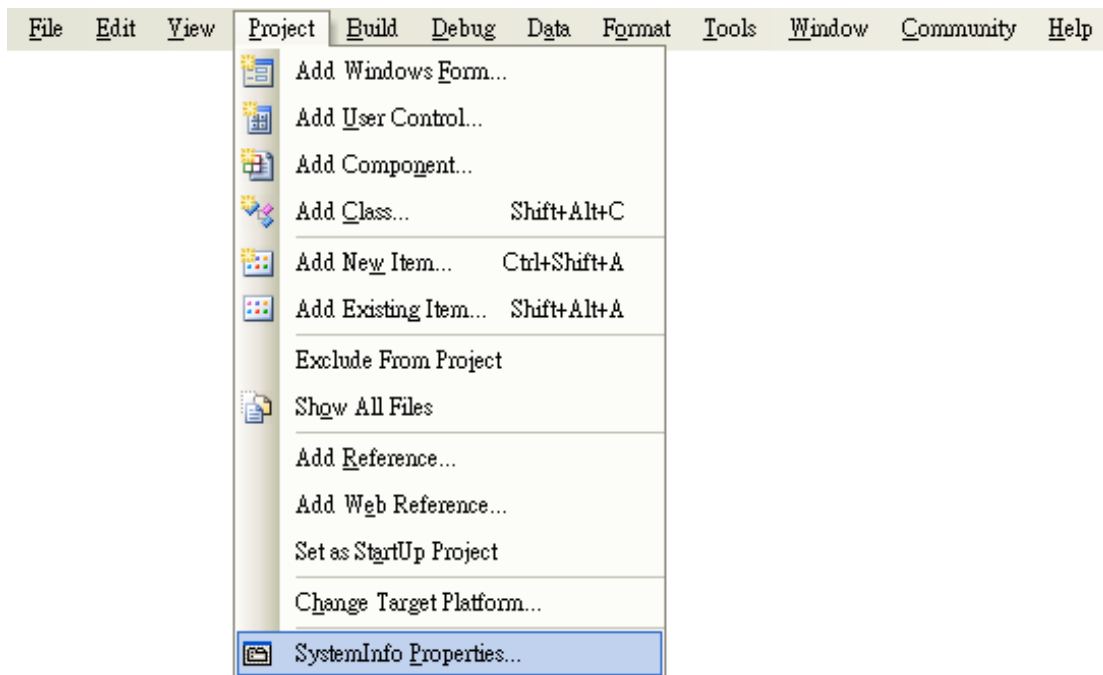 File Edit View Project Build Debug Data Format Tools Window Community Help
Add Windows Form...
Add User Control...
Add Component...
Add Class... Shift+Alt+C
Add New Item... Ctrl+Shift+A
Add Existing Item... Shift+Alt+A
Exclude From Project
Show All Files
Add Reference...
Add Web Reference...
Set as StartUp Project
Change Target Platform...
SystemInfo Properties...